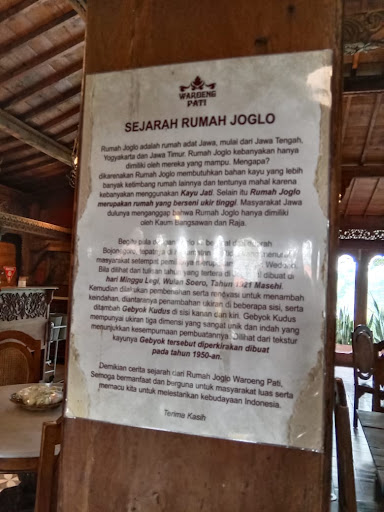 WAROENG
PATI
SEJARAH RUMAH JOGLO
Rumah Joglo adalah rumah adat Jawa, mulai dari Jawa Tengah,
Yogyakarta dan Jawa Timur. Rumah Joglo kebanyakan hanya
dimiliki oleh mereka yang mampu. Mengapa?
dikarenakan Rumah Joglo membutuhkan bahan kayu yang lebih
banyak ketimbang rumah lainnya dan tentunya mahal karena
kebanyakan menggunakan Kayu Jati. Selain itu Rumah Joglo
merupakan rumah yang berseni ukir tinggi. Masyarakat Jawa
dulunya menganggap bahwa Rumah Joglo hanya dimiliki
oleh Kaum Bangsawan dan Raja.
Begitu pula dengan
Bojonegoro,
masyarakat setempat
Bila dilihat dari tulisan tahun yang tertera di
hari Minggu Legi, Wulan Soero, Tahun 1921 Masehi.
Kemudian dilakukan pembenahan serta renovasi untuk menambah
keindahan, diantaranya penambahan ukiran di beberapa sisi, serta
ditambah Gebyok Kudus di sisi kanan dan kiri. Gebyok Kudus
mempunyai ukiran tiga dimensi yang sangat unik dan indah yang
menunjukkan kesempurnaan pembuatannya. Dilihat dari tekstur
kayunya Gebyok tersebut diperkirakan dibuat
pada tahun 1950-an.
Demikian cerita sejarah dari Rumah Joglo Waroeng Pati,
Semoga bermanfaat dan berguna untuk masyarakat luas serta
memacu kita untuk melestarikan kebudayaan Indonesia.
Terima Kasih